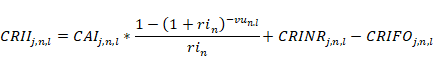 CRII_{j,n,l} = CAI_{j,n,l} * \frac{1 - (1 + ri_n)^{-vu_{n,l}}}{ri_n} + CRINR_{j,n,l} - CRIFO_{j,n,l}